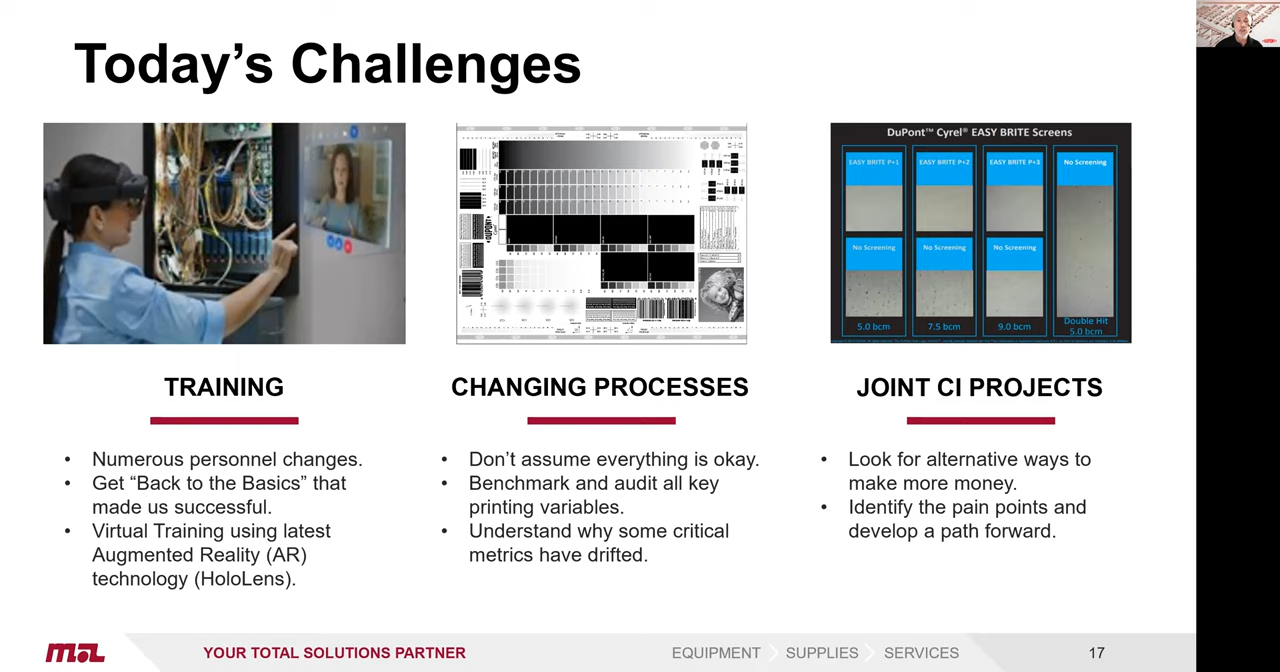 Today’s Challenges
DuPont™ Cyrel® EASY BRITE Screens
EASY BRITE P+1
EASY BRITE P+2
EASY BRITE P+3
No Screening
No Screening
No Screening
No Screening
5.0 bcm
7.5 bcm
9.0 bcm
Double Hit
5.0 bcm
TRAINING
• Numerous personnel changes.
• Get “Back to the Basics” that
made us successful.
• Virtual Training using latest
Augmented Reality (AR)
technology (HoloLens).
CHANGING PROCESSES
• Don’t assume everything is okay.
• Benchmark and audit all key
printing variables.
• Understand why some critical
metrics have drifted.
JOINT CI PROJECTS
• Look for alternative ways to
make more money.
• Identify the pain points and
develop a path forward.
YOUR TOTAL SOLUTIONS PARTNER
EQUIPMENT
SUPPLIES
SERVICES
17